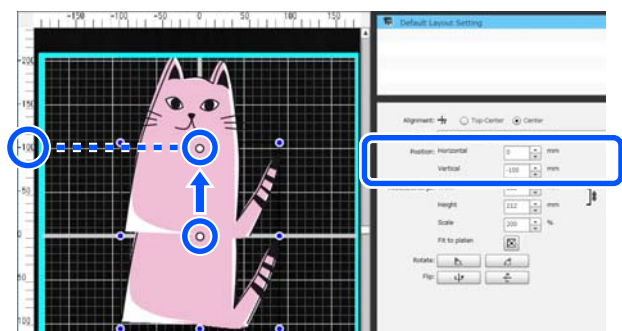 -150 -100 -50 0 50 100 150
Default Layout Setting
-200
-150
Alignment: Top-Center Center
-100
Position: Horizontal 0 mm
Vertical -100 mm
-50
Height 212 mm
0
Scale 200 %
Fit to platen
50
Rotate:
Flip:
100